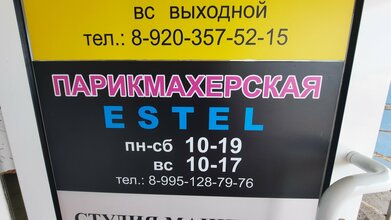 вс выходной
тел.: 8-920-357-52-15
ПАРИКМАХЕРСКАЯ
ESTEL
пн-сб 10-19
вс 10-17
тел.: 8-995-128-79-76
СТУДИЯ